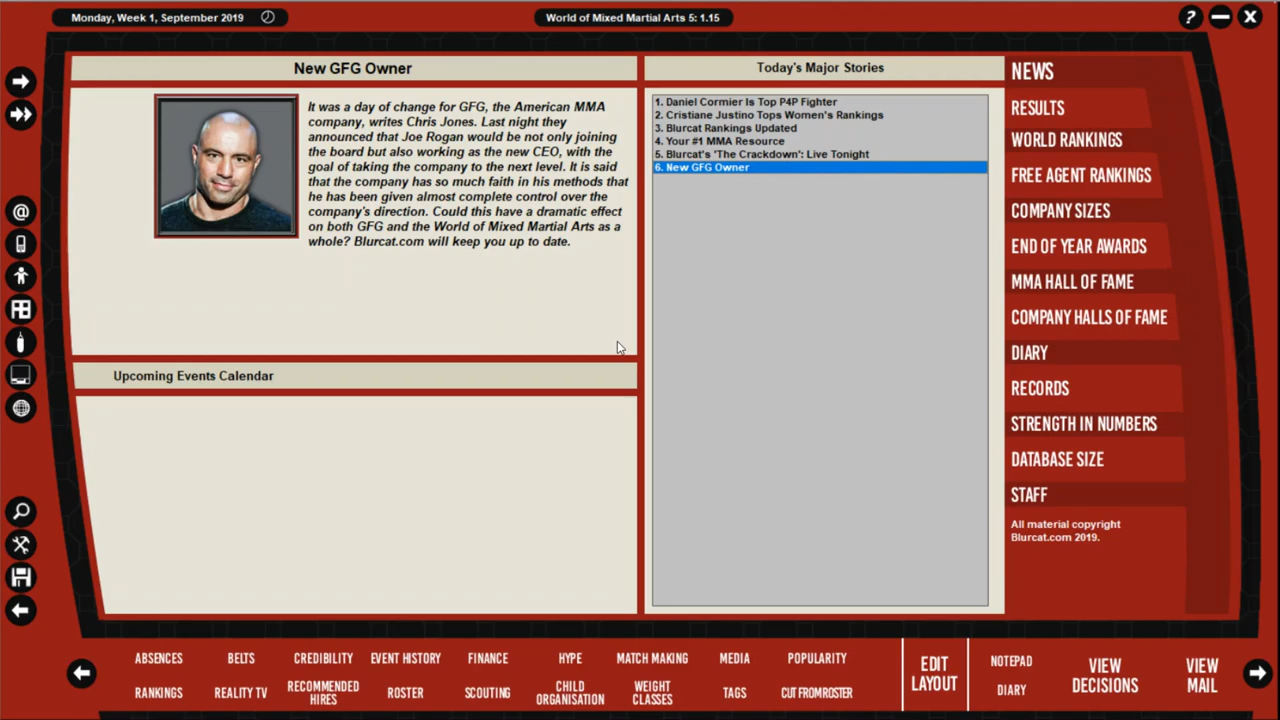 Monday, Week 1, September 2019
World of Mixed Martial Arts 5: 1.15
?
X
New GFG Owner
It was a day of change for GFG, the American MMA
company, writes Chris Jones. Last night they
announced that Joe Rogan would be not only joining
the board but also working as the new CEO, with the
goal of taking the company to the next level. It is said
that the company has so much faith in his methods that
he has been given almost complete control over the
company's direction. Could this have a dramatic effect
on both GFG and the World of Mixed Martial Arts as a
whole? Blurcat.com will keep you up to date.
Upcoming Events Calendar
Today's Major Stories
1. Daniel Cormier Is Top P4P Fighter
2. Cristiane Justino Tops Women's Rankings
3. Blurcat Rankings Updated
4. Your #1 MMA Resource
5. Blurcat's 'The Crackdown': Live Tonight
6. New GFG Owner
NEWS
RESULTS
WORLD RANKINGS
FREE AGENT RANKINGS
COMPANY SIZES
END OF YEAR AWARDS
MMA HALL OF FAME
COMPANY HALLS OF FAME
DIARY
RECORDS
STRENGTH IN NUMBERS
DATABASE SIZE
STAFF
All material copyright
Blurcat.com 2019.
@
ABSENCES
BELTS
CREDIBILITY
EVENT HISTORY
FINANCE
HYPE
MATCH MAKING
MEDIA
POPULARITY
RANKINGS
REALITY TV
RECOMMENDED
HIRES
ROSTER
SCOUTING
CHILD
ORGANISATION
WEIGHT
CLASSES
TAGS
CUT FROM ROSTER
EDIT
LAYOUT
NOTEPAD
DIARY
VIEW
DECISIONS
VIEW
MAIL